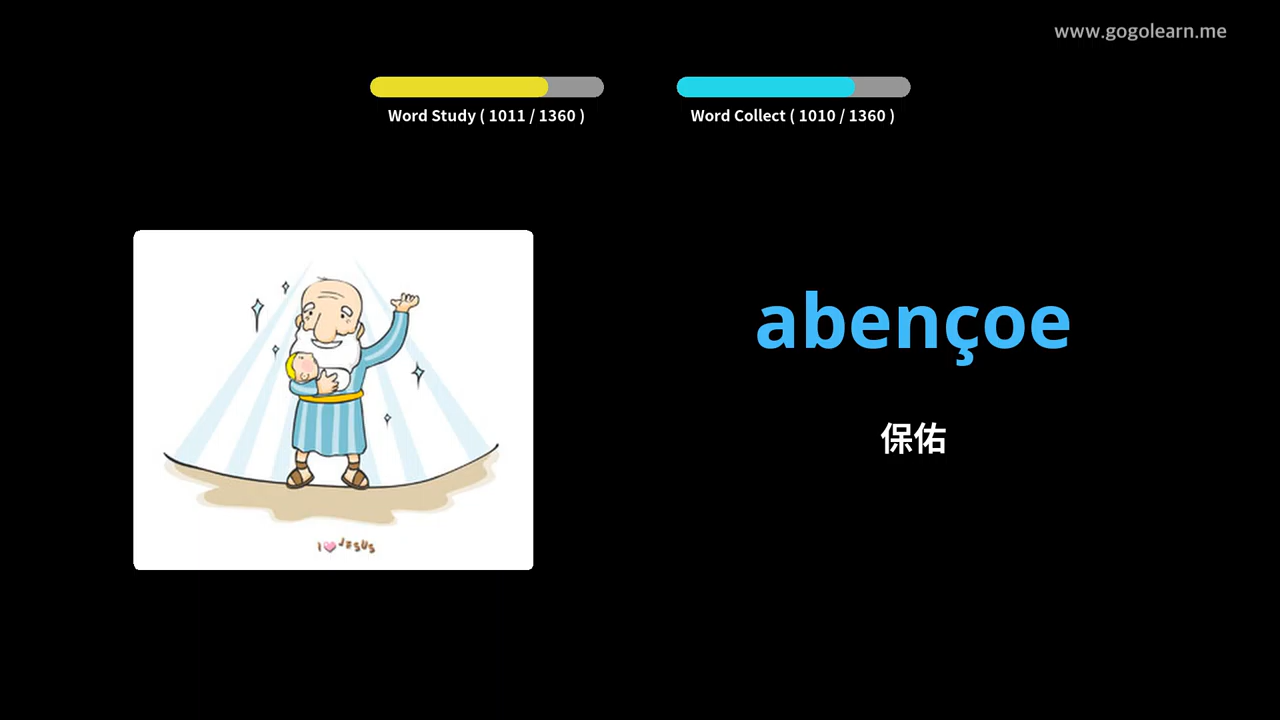 www.gogolearn.me
Word Study ( 1011 / 1360 )
Word Collect ( 1010 / 1360 )
abençoe
保佑
I ❤ JESUS